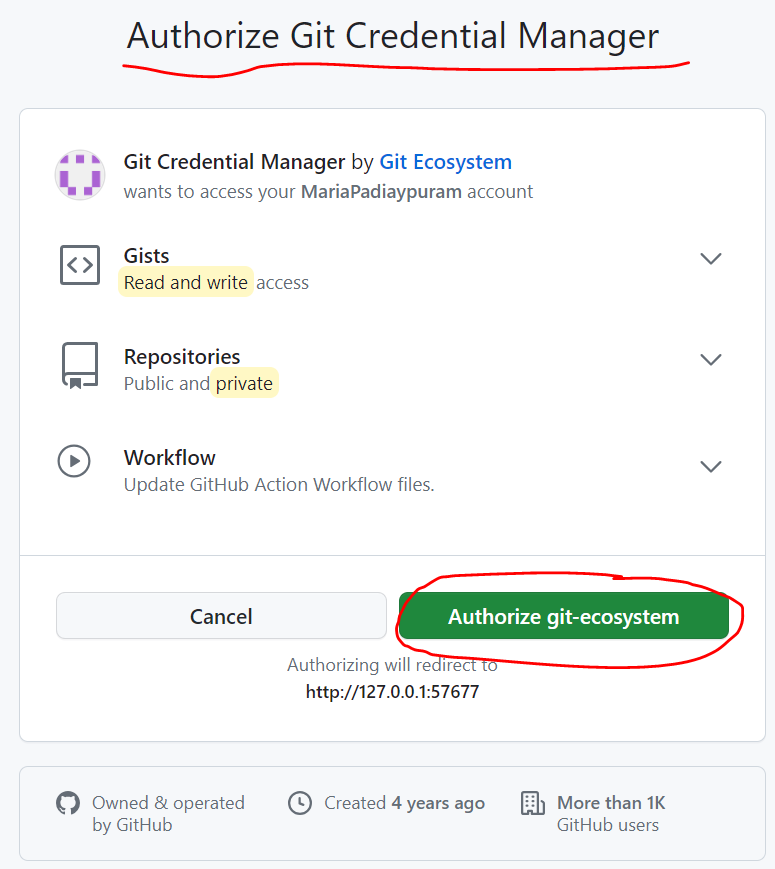 Authorize Git Credential Manager
Git Credential Manager by Git Ecosystem
wants to access your MariaPadiaypuram account
Gists
Read and write access
Repositories
Public and private
Workflow
Update GitHub Action Workflow files.
Cancel
Authorize git-ecosystem
Authorizing will redirect to
http://127.0.0.1:57677
Owned & operated
by GitHub
Created 4 years ago
More than 1K
GitHub users